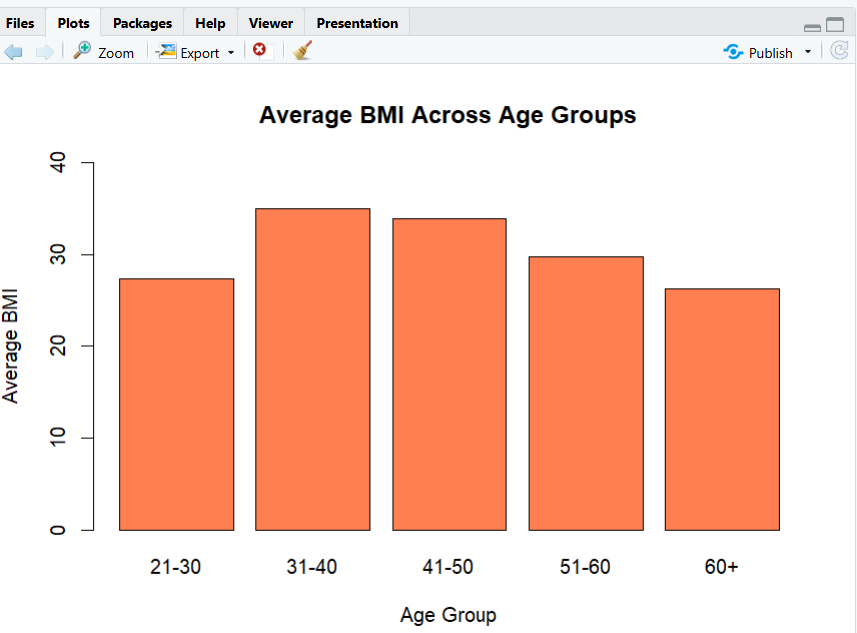 Files Plots Packages Help Viewer Presentation
Zoom Export Publish
Average BMI Across Age Groups
40
30
20
10
0
Average BMI
21-30 31-40 41-50 51-60 60+
Age Group